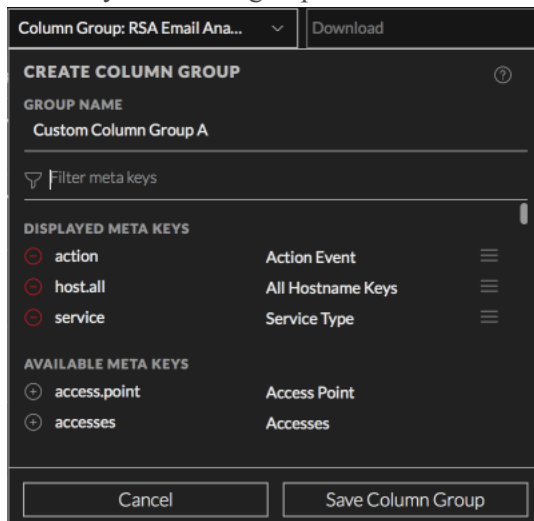 Column Group: RSA Email Ana... Download
CREATE COLUMN GROUP
GROUP NAME
Custom Column Group A
Filter meta keys
DISPLAYED META KEYS
action Action Event
host.all All Hostname Keys
service Service Type
AVAILABLE META KEYS
access.point Access Point
accesses Accesses
Cancel Save Column Group